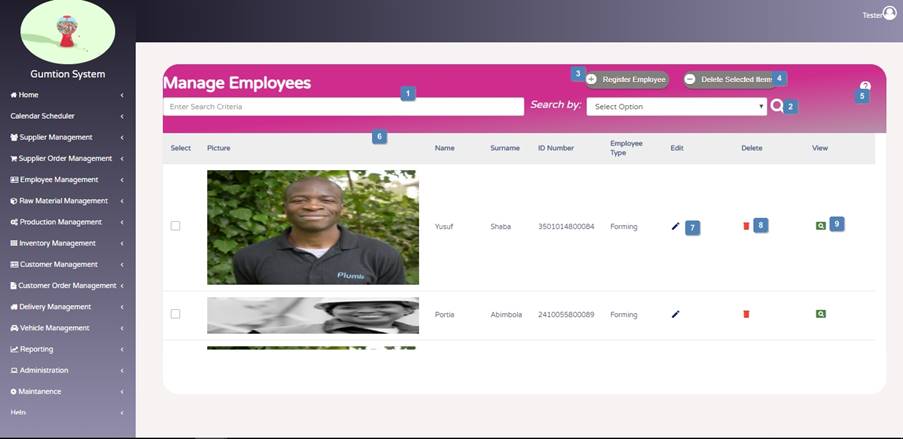 Tester
Gumtion System
Home
Calendar Scheduler
Supplier Management
Supplier Order Management
Employee Management
Raw Material Management
Production Management
Inventory Management
Customer Management
Customer Order Management
Delivery Management
Vehicle Management
Reporting
Administration
Maintanence
Help
Manage Employees
3 Register Employee
Delete Selected Items 4
5
1
Enter Search Criteria
Search by: Select Option 2
6
Select Picture Name Surname ID Number Employee Type Edit Delete View
Plumb
Yusuf Shaba 3501014800084 Forming 7 8 9
Portia Abimbola 2410055800089 Forming